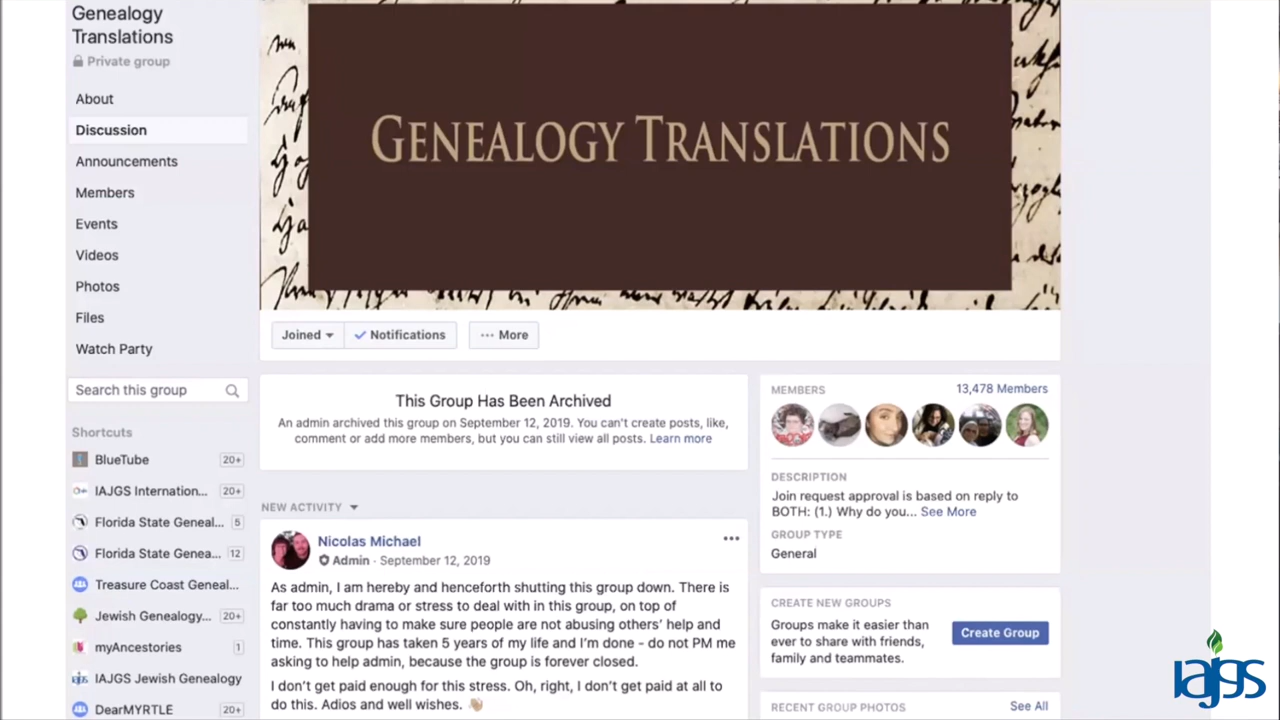 Genealogy
Translations
Private group
About
Discussion
Announcements
Members
Events
Videos
Photos
Files
Watch Party
Search this group
Shortcuts
BlueTube 20+
IAJGS Internation... 20+
Florida State Geneal... 5
Florida State Genea... 12
Treasure Coast Geneal...
Jewish Genealogy... 20+
myAncestories 1
IAJGS Jewish Genealogy
DearMYRTLE 20+
GENEALOGY TRANSLATIONS
Joined
Notifications
··· More
This Group Has Been Archived
An admin archived this group on September 12, 2019. You can't create posts, like,
comment or add more members, but you can still view all posts. Learn more
NEW ACTIVITY
Nicolas Michael
Admin · September 12, 2019
As admin, I am hereby and henceforth shutting this group down. There is
far too much drama or stress to deal with in this group, on top of
constantly having to make sure people are not abusing others' help and
time. This group has taken 5 years of my life and I'm done - do not PM me
asking to help admin, because the group is forever closed.
I don't get paid enough for this stress. Oh, right, I don't get paid at all to
do this. Adios and well wishes.
MEMBERS 13,478 Members
DESCRIPTION
Join request approval is based on reply to
BOTH: (1.) Why do you... See More
GROUP TYPE
General
CREATE NEW GROUPS
Groups make it easier than
ever to share with friends,
family and teammates.
Create Group
RECENT GROUP PHOTOS See All
iajgs